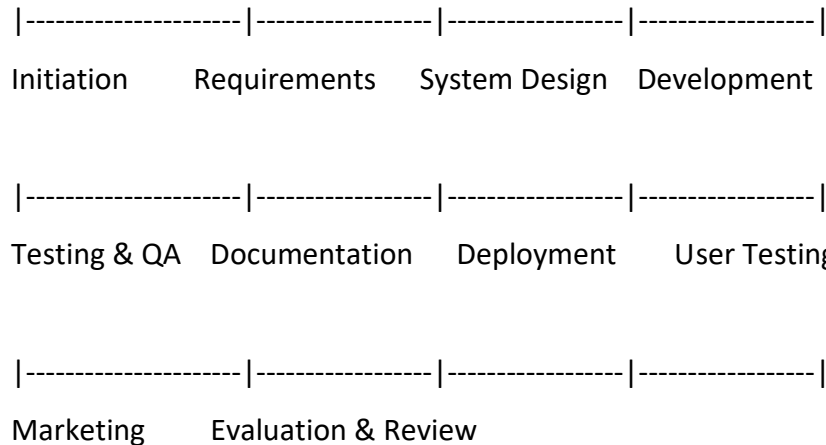 |----------------------|------------------|------------------|------------------|
Initiation Requirements System Design Development
|----------------------|------------------|------------------|------------------|
Testing & QA Documentation Deployment User Testing
|----------------------|------------------|------------------|------------------|
Marketing Evaluation & Review